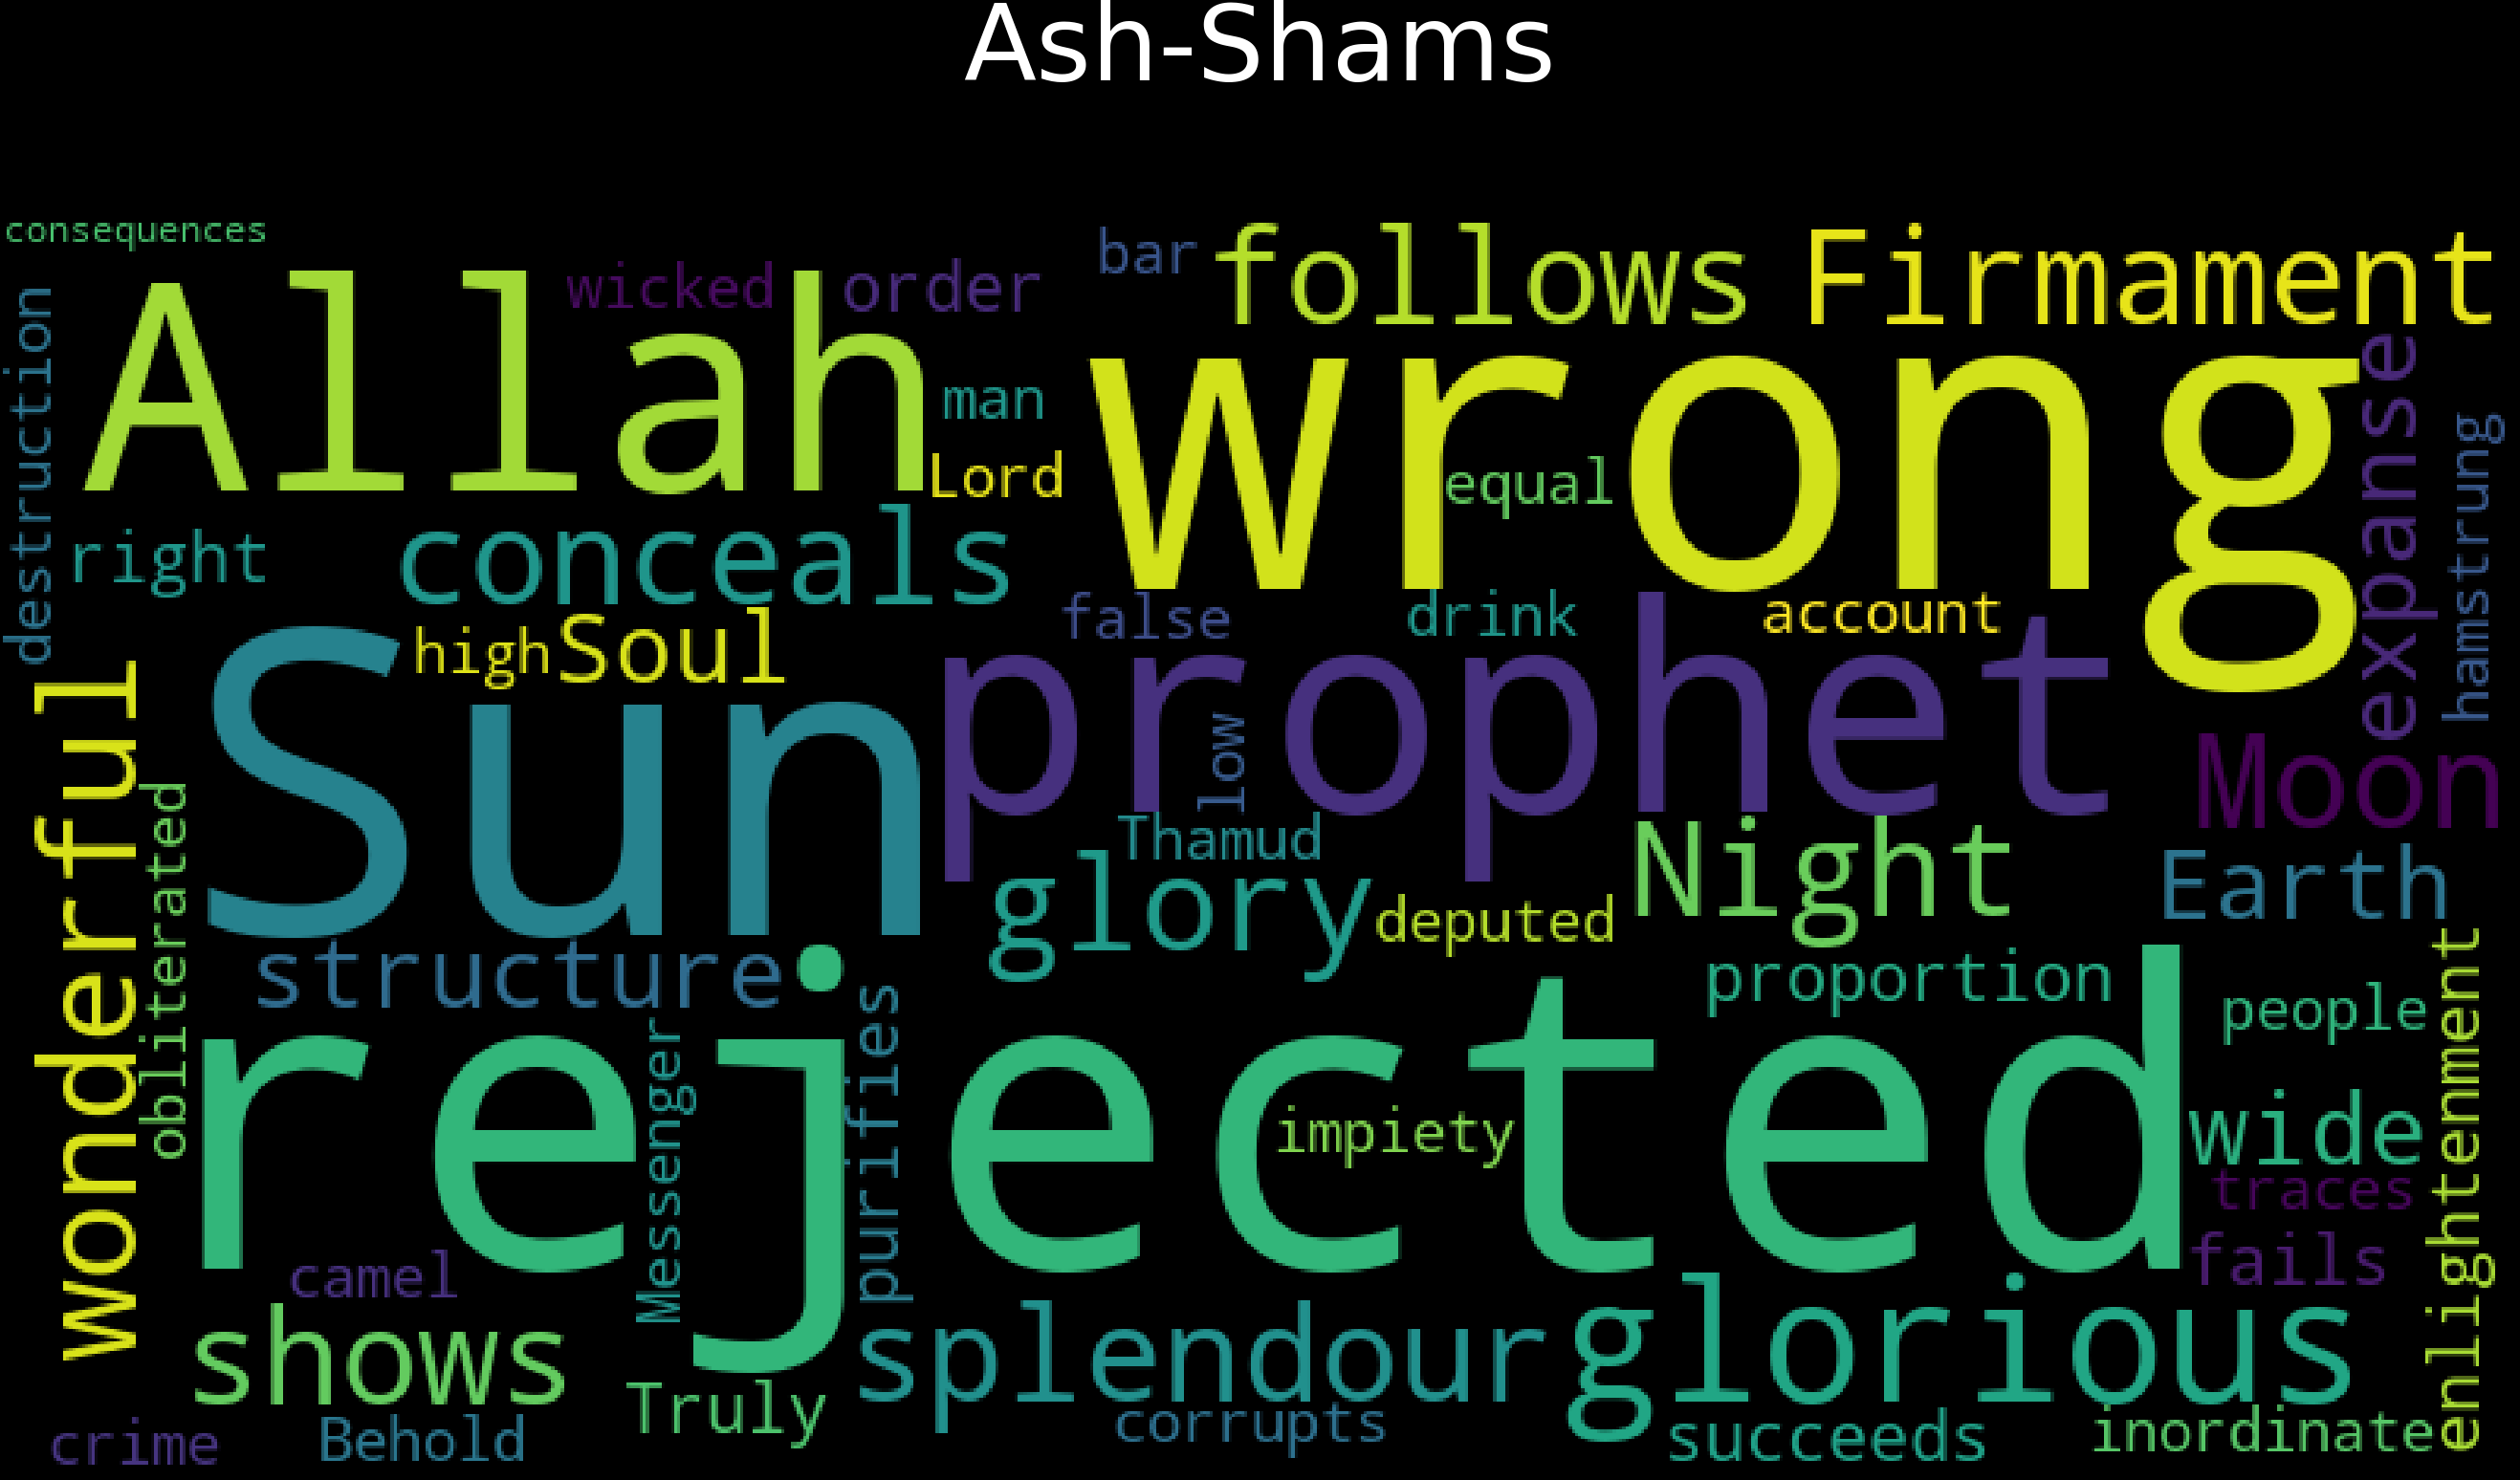 Ash-Shams
consequences
bar
follows
Firmament
Allah
wicked
order
wrong
man
Lord
equal
expanse
hamstrung
destruction
right
conceals
false
drink
account
high
Soul
Sun
prophet
low
Moon
wonderful
obliterated
Thamud
Night
Earth
glory
deputed
structure
proportion
people
enlightenment
rejected
Messenger
purifies
impiety
wide
traces
fails
camel
shows
splendour
glorious
Truly
corrupts
succeeds
inordinate
crime
Behold